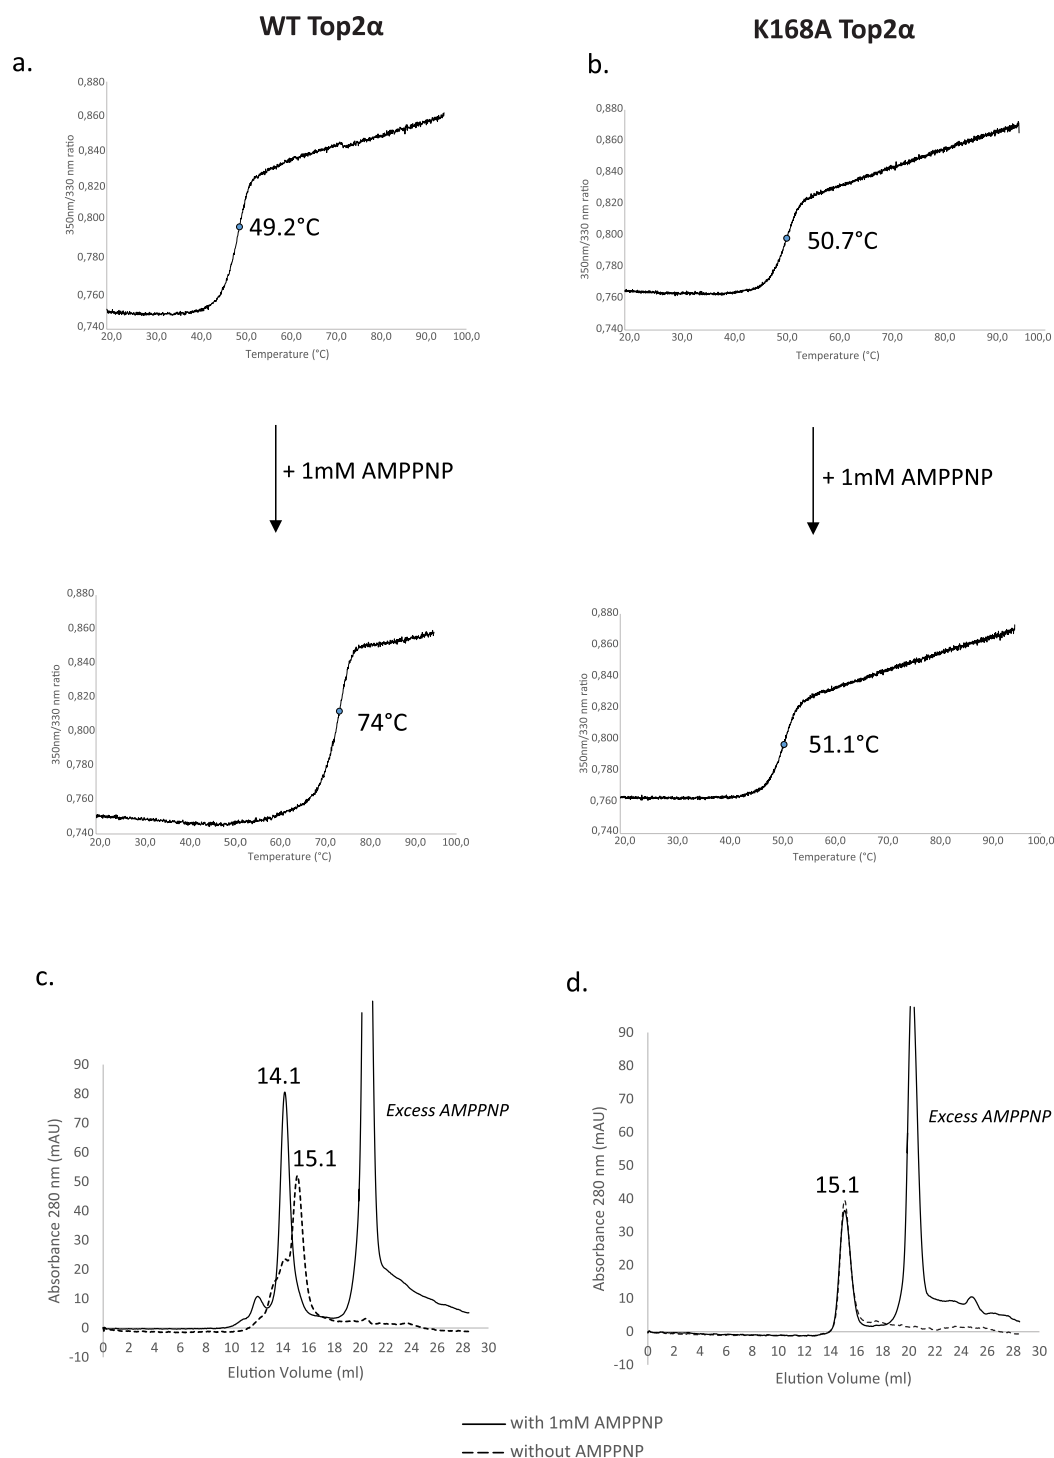 WT Top2α
K168A Top2α
a.
0,880
0,860
0,840
0,820
0,800
0,780
0,760
0,740
350nm/330 nm ratio
49.2°C
20,0 30,0 40,0 50,0 60,0 70,0 80,0 90,0 100,0
Temperature (°C)
b.
0,880
0,860
0,840
0,820
0,800
0,780
0,760
0,740
350nm/330 nm ratio
50.7°C
20,0 30,0 40,0 50,0 60,0 70,0 80,0 90,0 100,0
Temperature (°C)
+ 1mM AMPPNP
+ 1mM AMPPNP
0,880
0,860
0,840
0,820
0,800
0,780
0,760
0,740
350nm/330 nm ratio
74°C
20,0 30,0 40,0 50,0 60,0 70,0 80,0 90,0 100,0
Temperature (°C)
0,880
0,860
0,840
0,820
0,800
0,780
0,760
0,740
350nm/330 nm ratio
51.1°C
20,0 30,0 40,0 50,0 60,0 70,0 80,0 90,0 100,0
Temperature (°C)
c.
90
80
70
60
50
40
30
20
10
0
-10
Absorbance 280 nm (mAU)
14.1
15.1
Excess AMPPNP
0 2 4 6 8 10 12 14 16 18 20 22 24 26 28 30
Elution Volume (ml)
d.
90
80
70
60
50
40
30
20
10
0
-10
Absorbance 280 nm (mAU)
15.1
Excess AMPPNP
0 2 4 6 8 10 12 14 16 18 20 22 24 26 28 30
Elution Volume (ml)
with 1mM AMPPNP
without AMPPNP